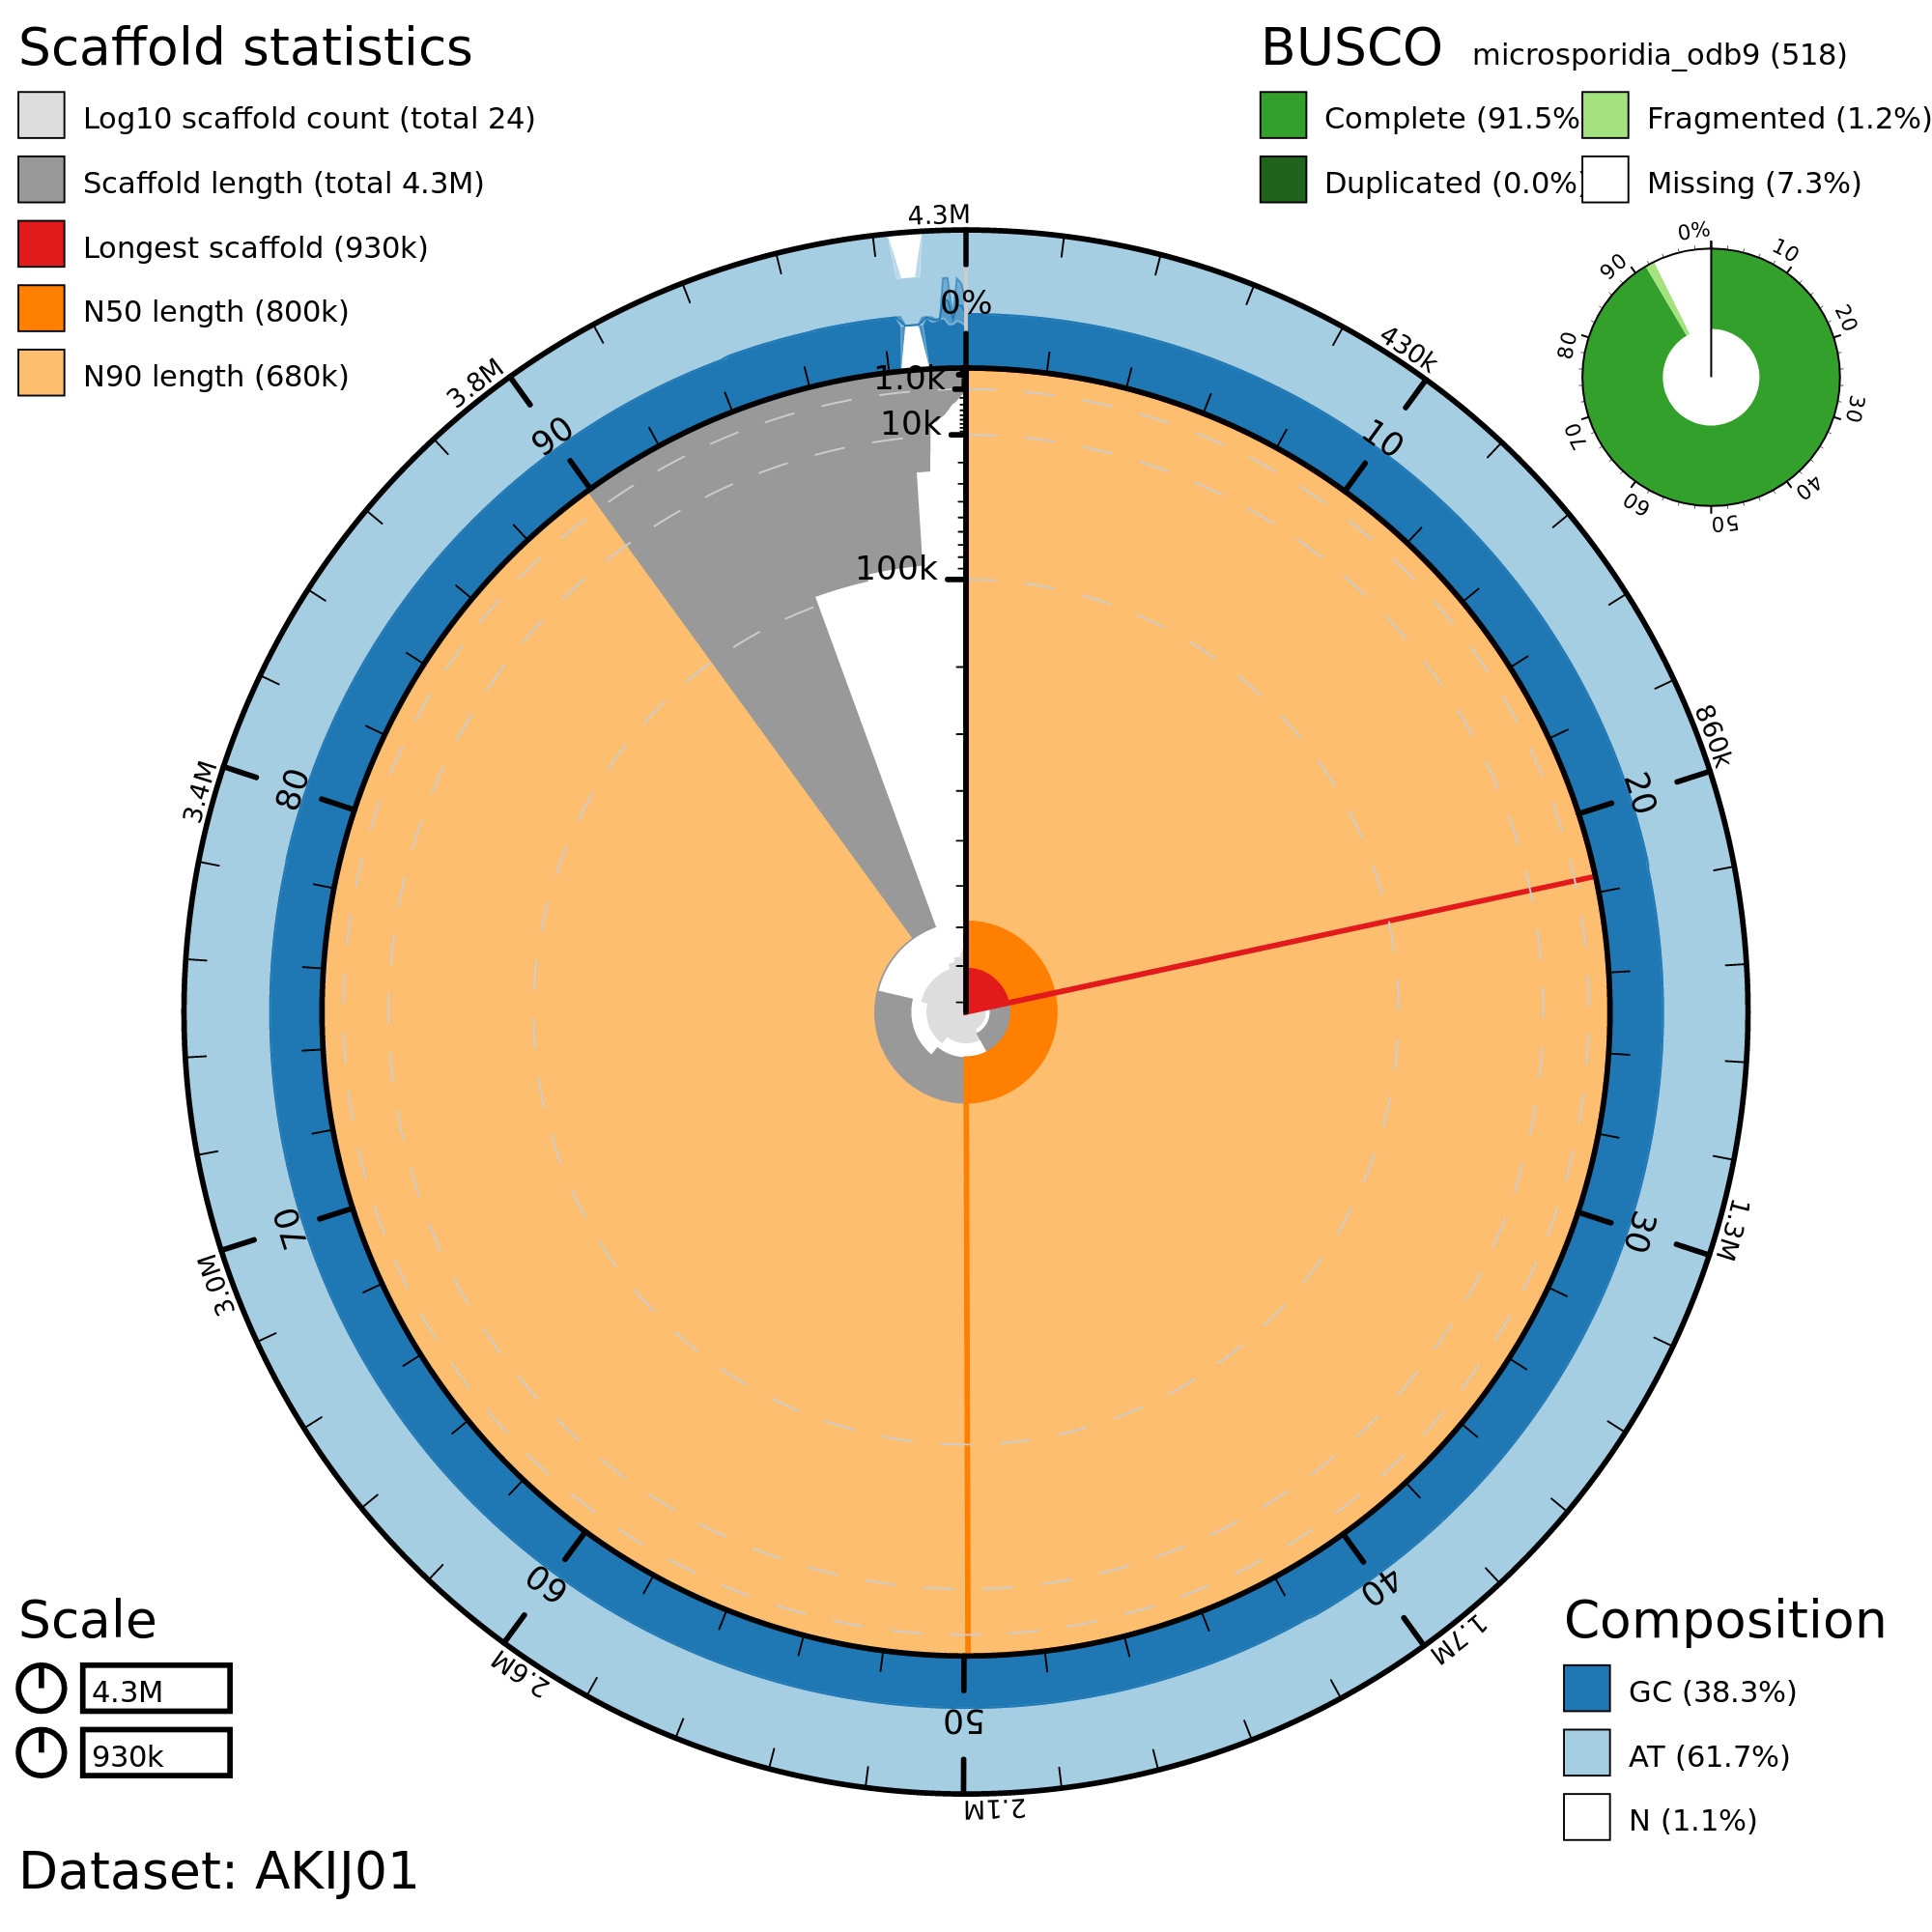 Scaffold statistics
Log10 scaffold count (total 24)
Scaffold length (total 4.3M)
Longest scaffold (930k)
N50 length (800k)
N90 length (680k)
BUSCO microsporidia_odb9 (518)
Complete (91.5%
Fragmented (1.2%)
Duplicated (0.0%)
Missing (7.3%)
0%
10
20
30
40
50
60
70
80
90
4.3M
430k
860k
1.3M
1.7M
2.1M
2.6M
3.0M
3.4M
3.8M
0%
10
20
30
40
50
60
70
80
90
1.0k
10k
100k
Scale
4.3M
930k
Composition
GC (38.3%)
AT (61.7%)
N (1.1%)
Dataset: AKIJ01